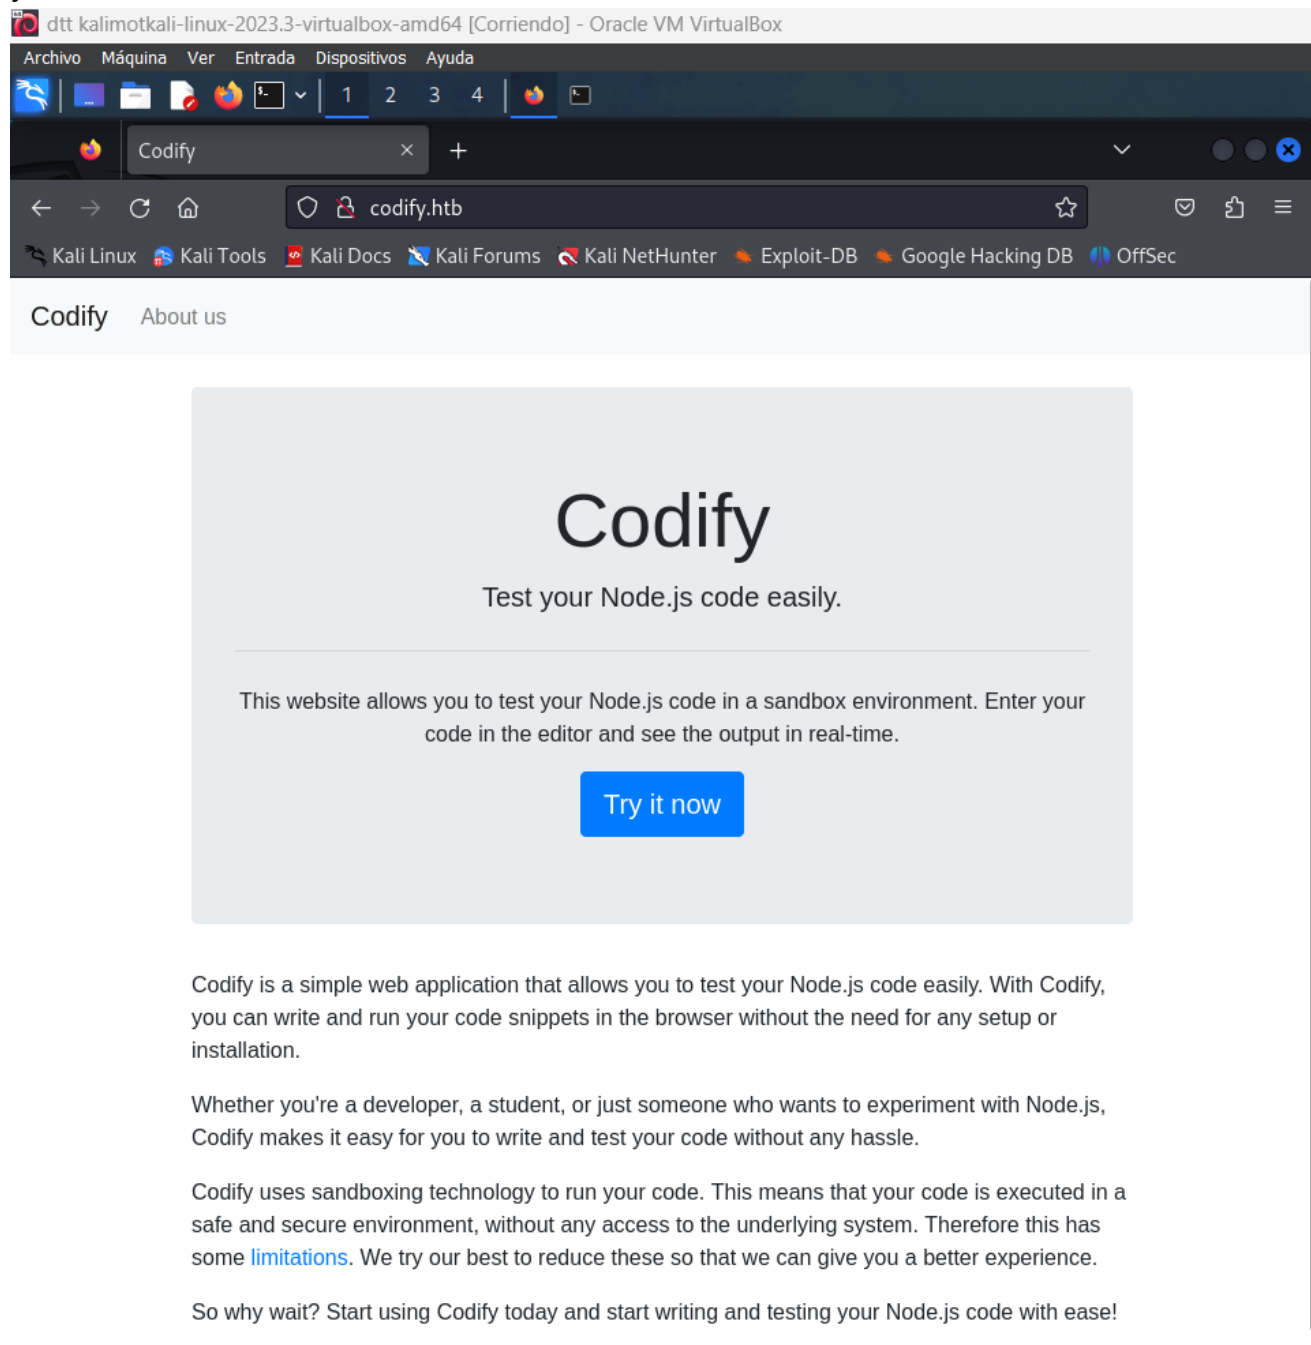 dtt kalimotkali-linux-2023.3-virtualbox-amd64 [Corriendo] - Oracle VM VirtualBox
Archivo Máquina Ver Entrada Dispositivos Ayuda
1 2 3 4
Codify
codify.htb
Kali Linux Kali Tools Kali Docs Kali Forums Kali NetHunter Exploit-DB Google Hacking DB OffSec
Codify About us
Codify
Test your Node.js code easily.
This website allows you to test your Node.js code in a sandbox environment. Enter your
code in the editor and see the output in real-time.
Try it now
Codify is a simple web application that allows you to test your Node.js code easily. With Codify,
you can write and run your code snippets in the browser without the need for any setup or
installation.
Whether you're a developer, a student, or just someone who wants to experiment with Node.js,
Codify makes it easy for you to write and test your code without any hassle.
Codify uses sandboxing technology to run your code. This means that your code is executed in a
safe and secure environment, without any access to the underlying system. Therefore this has
some limitations. We try our best to reduce these so that we can give you a better experience.
So why wait? Start using Codify today and start writing and testing your Node.js code with ease!